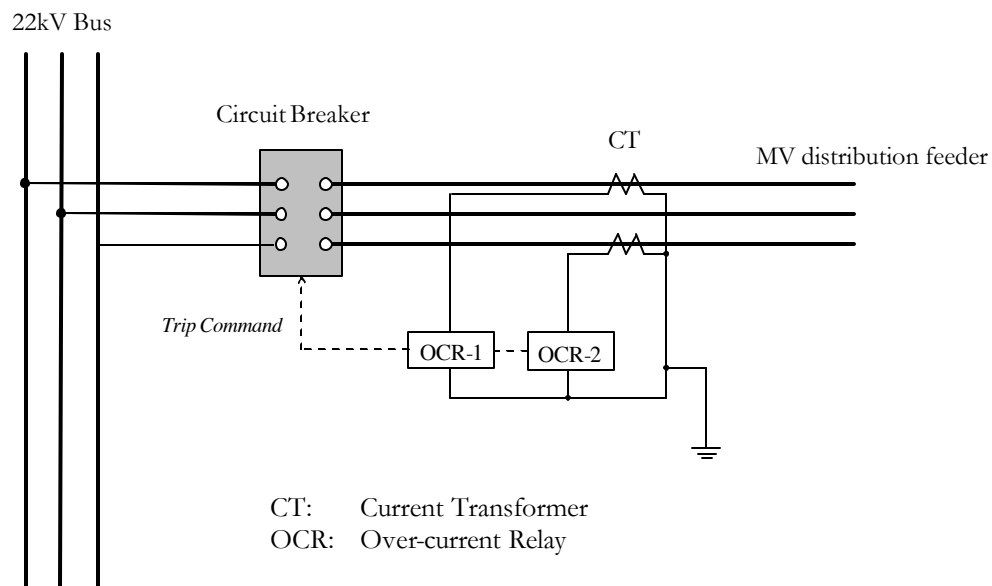 22kV Bus
Circuit Breaker
CT
MV distribution feeder
Trip Command
OCR-1
OCR-2
CT: Current Transformer
OCR: Over-current Relay